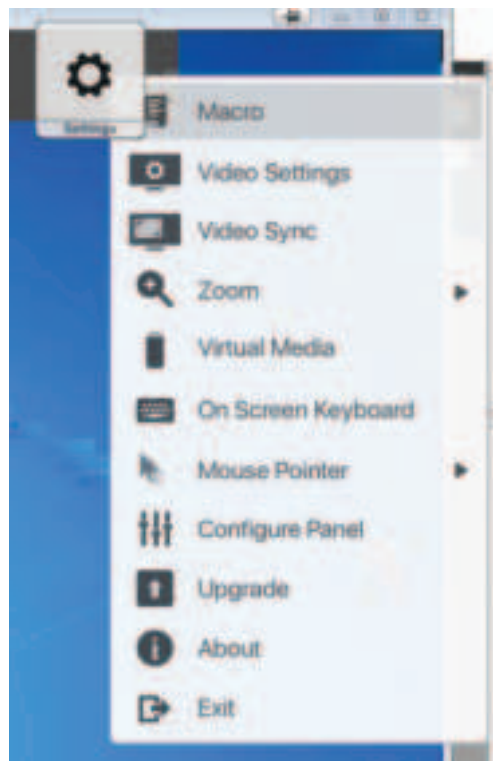 Settings
Macro
Video Settings
Video Sync
Zoom
Virtual Media
On Screen Keyboard
Mouse Pointer
Configure Panel
Upgrade
About
Exit